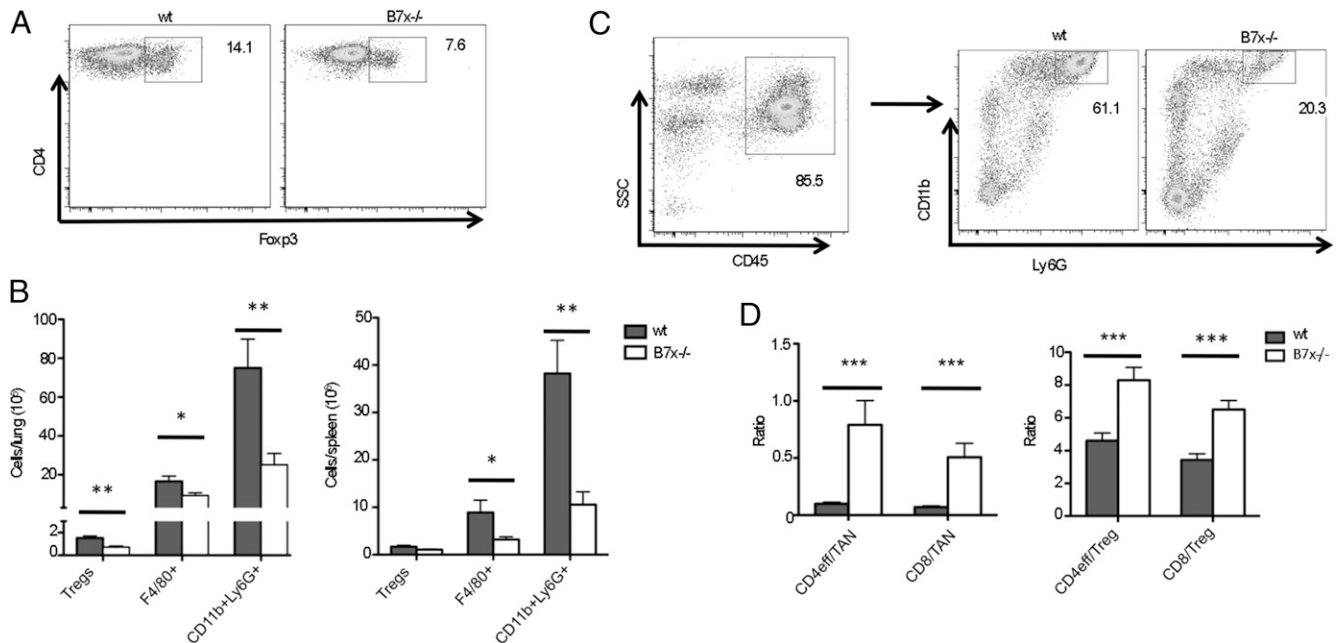 A
wt
B7x-/-
14.1
7.6
CD4
Foxp3
C
85.5
SSC
CD45
wt
B7x-/-
61.1
20.3
CD11b
Ly6G
B
100
80
60
40
20
2
0
Cells/lung (10⁵)
**
*
**
Tregs
F4/80+
CD11b+Ly6G+
50
40
30
20
10
0
Cells/spleen (10⁵)
*
**
Tregs
F4/80+
CD11b+Ly6G+
wt
B7x-/-
D
1.5
1.0
0.5
0
Ratio
***
***
CD4eff/TAN
CD8/TAN
10
8
6
4
2
0
Ratio
***
***
CD4eff/Treg
CD8/Treg
wt
B7x-/-